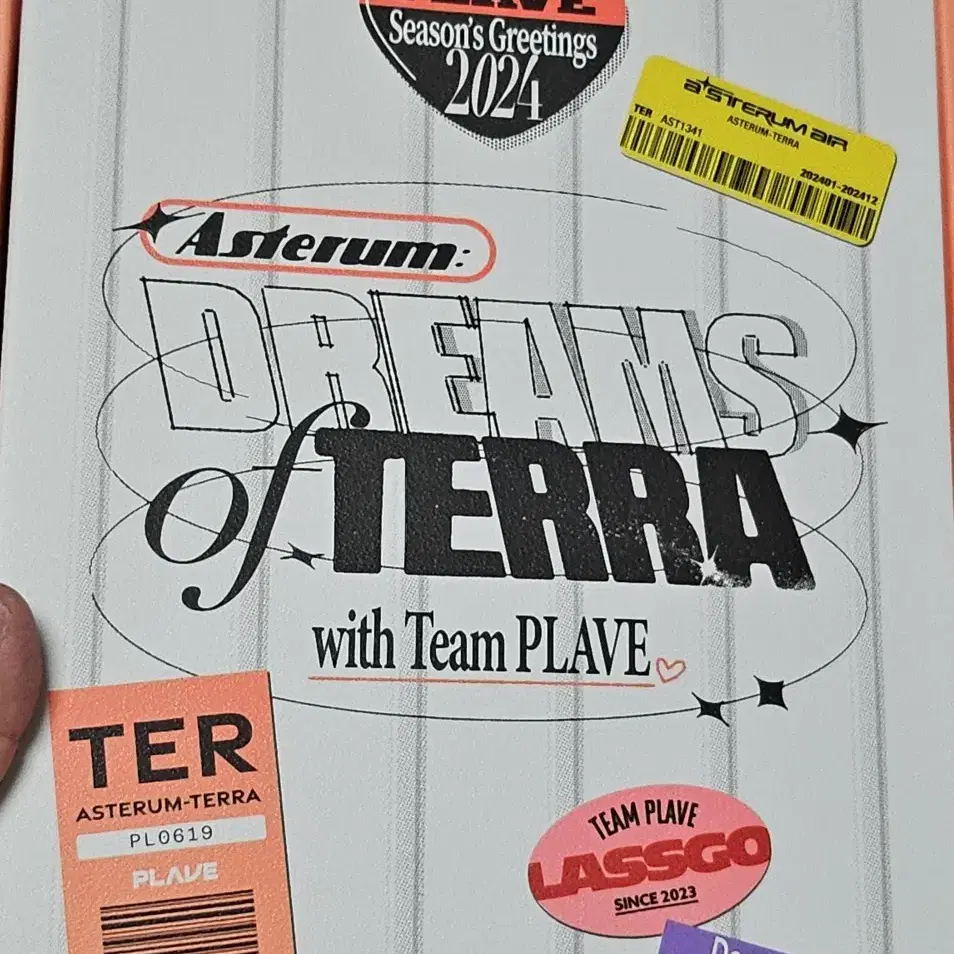 PLAVE
Season's Greetings
2024
asterum air
ASTERUM-TERRA
TER AST1341
202401-202412
Asterum:
DREAMS
of TERRA
with Team PLAVE
TER
ASTERUM-TERRA
PL0619
PLAVE
TEAM PLAVE
LASSGO
SINCE 2023